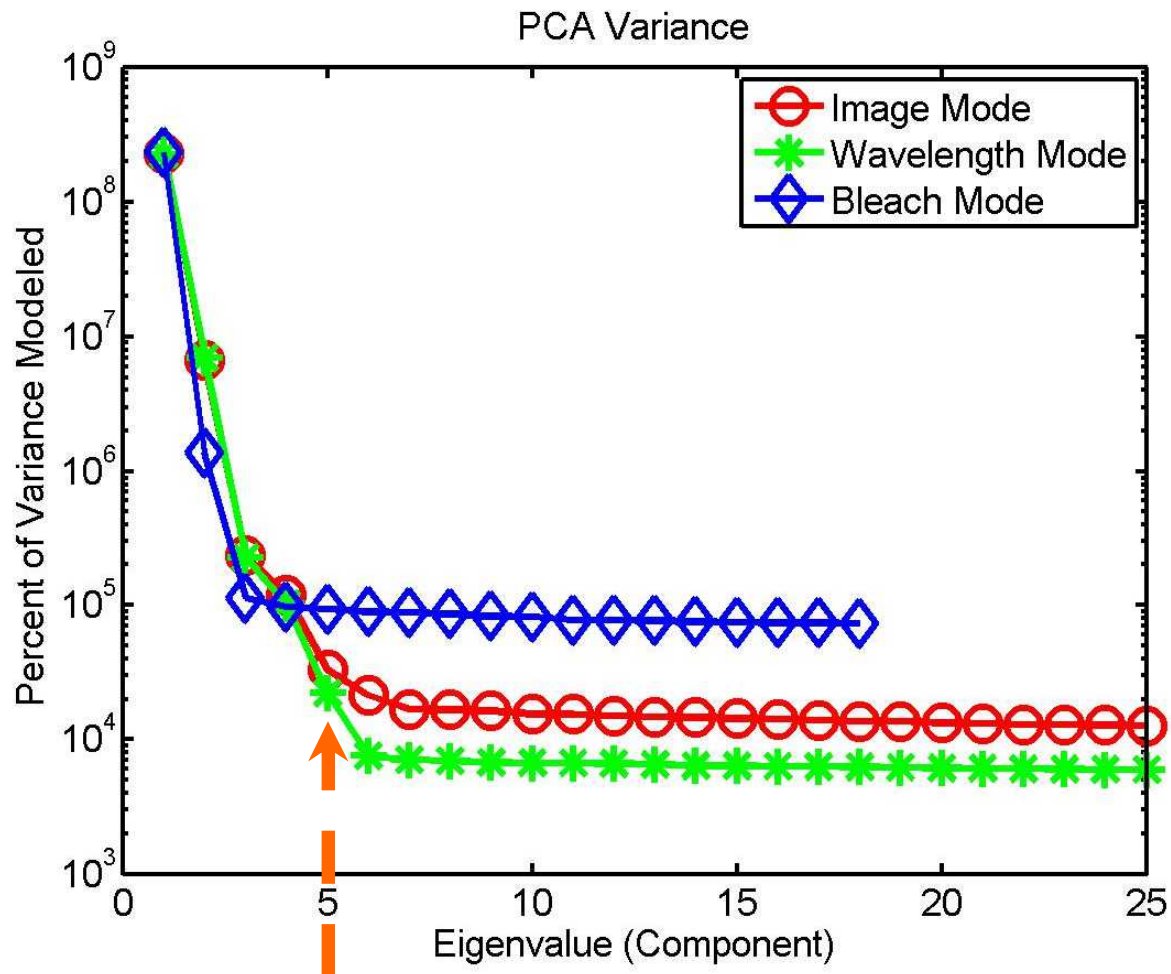 PCA Variance
Percent of Variance Modeled
10^9
10^8
10^7
10^6
10^5
10^4
10^3
Image Mode
Wavelength Mode
Bleach Mode
0 5 10 15 20 25
Eigenvalue (Component)